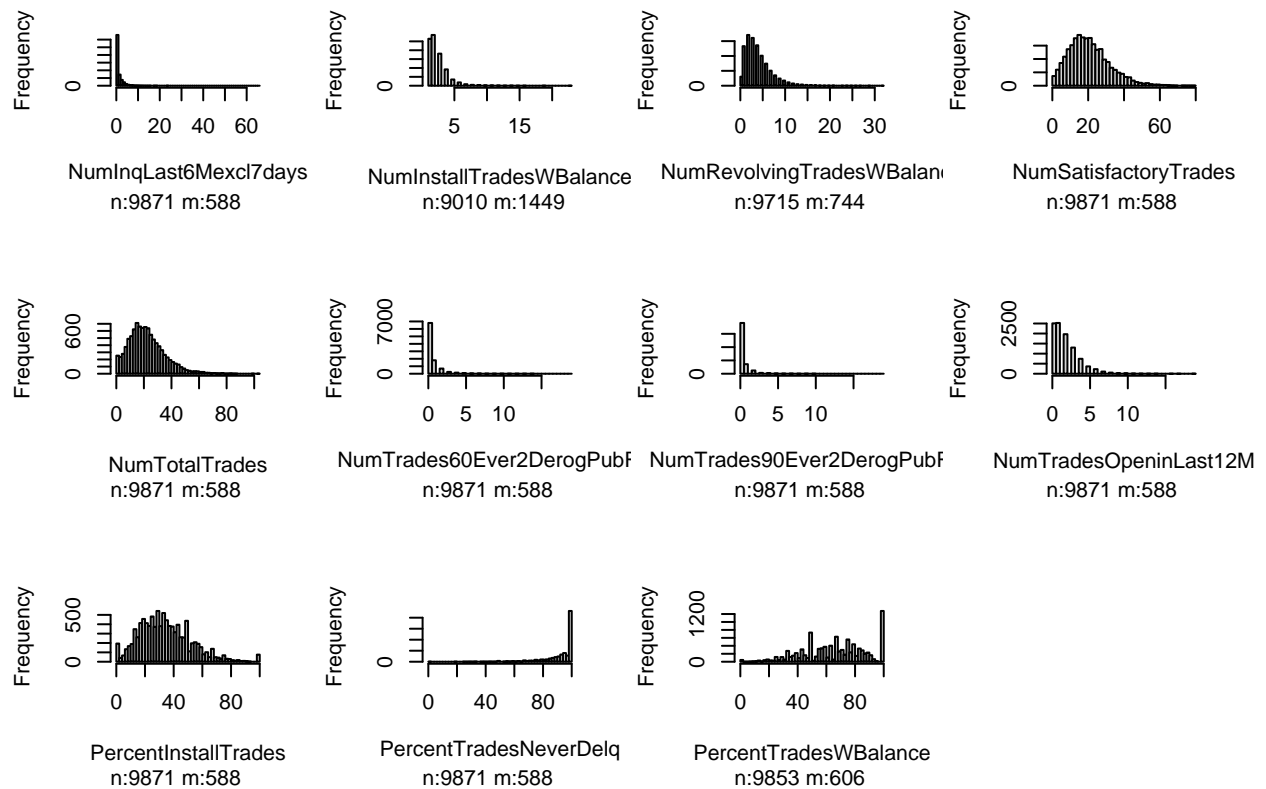 Frequency
0
0 20 40 60
NumInqLast6Mexcl7days
n:9871 m:588
Frequency
0
5 15
NumInstallTradesWBalance
n:9010 m:1449
Frequency
0
0 10 20 30
NumRevolvingTradesWBalan
n:9715 m:744
Frequency
0
0 20 60
NumSatisfactoryTrades
n:9871 m:588
Frequency
0 600
0 40 80
NumTotalTrades
n:9871 m:588
Frequency
0 7000
0 5 10
NumTrades60Ever2DerogPub
n:9871 m:588
Frequency
0
0 5 10
NumTrades90Ever2DerogPub
n:9871 m:588
Frequency
0 2500
0 5 10
NumTradesOpeninLast12M
n:9871 m:588
Frequency
0 500
0 40 80
PercentInstallTrades
n:9871 m:588
Frequency
0
0 40 80
PercentTradesNeverDelq
n:9871 m:588
Frequency
0 1200
0 40 80
PercentTradesWBalance
n:9853 m:606